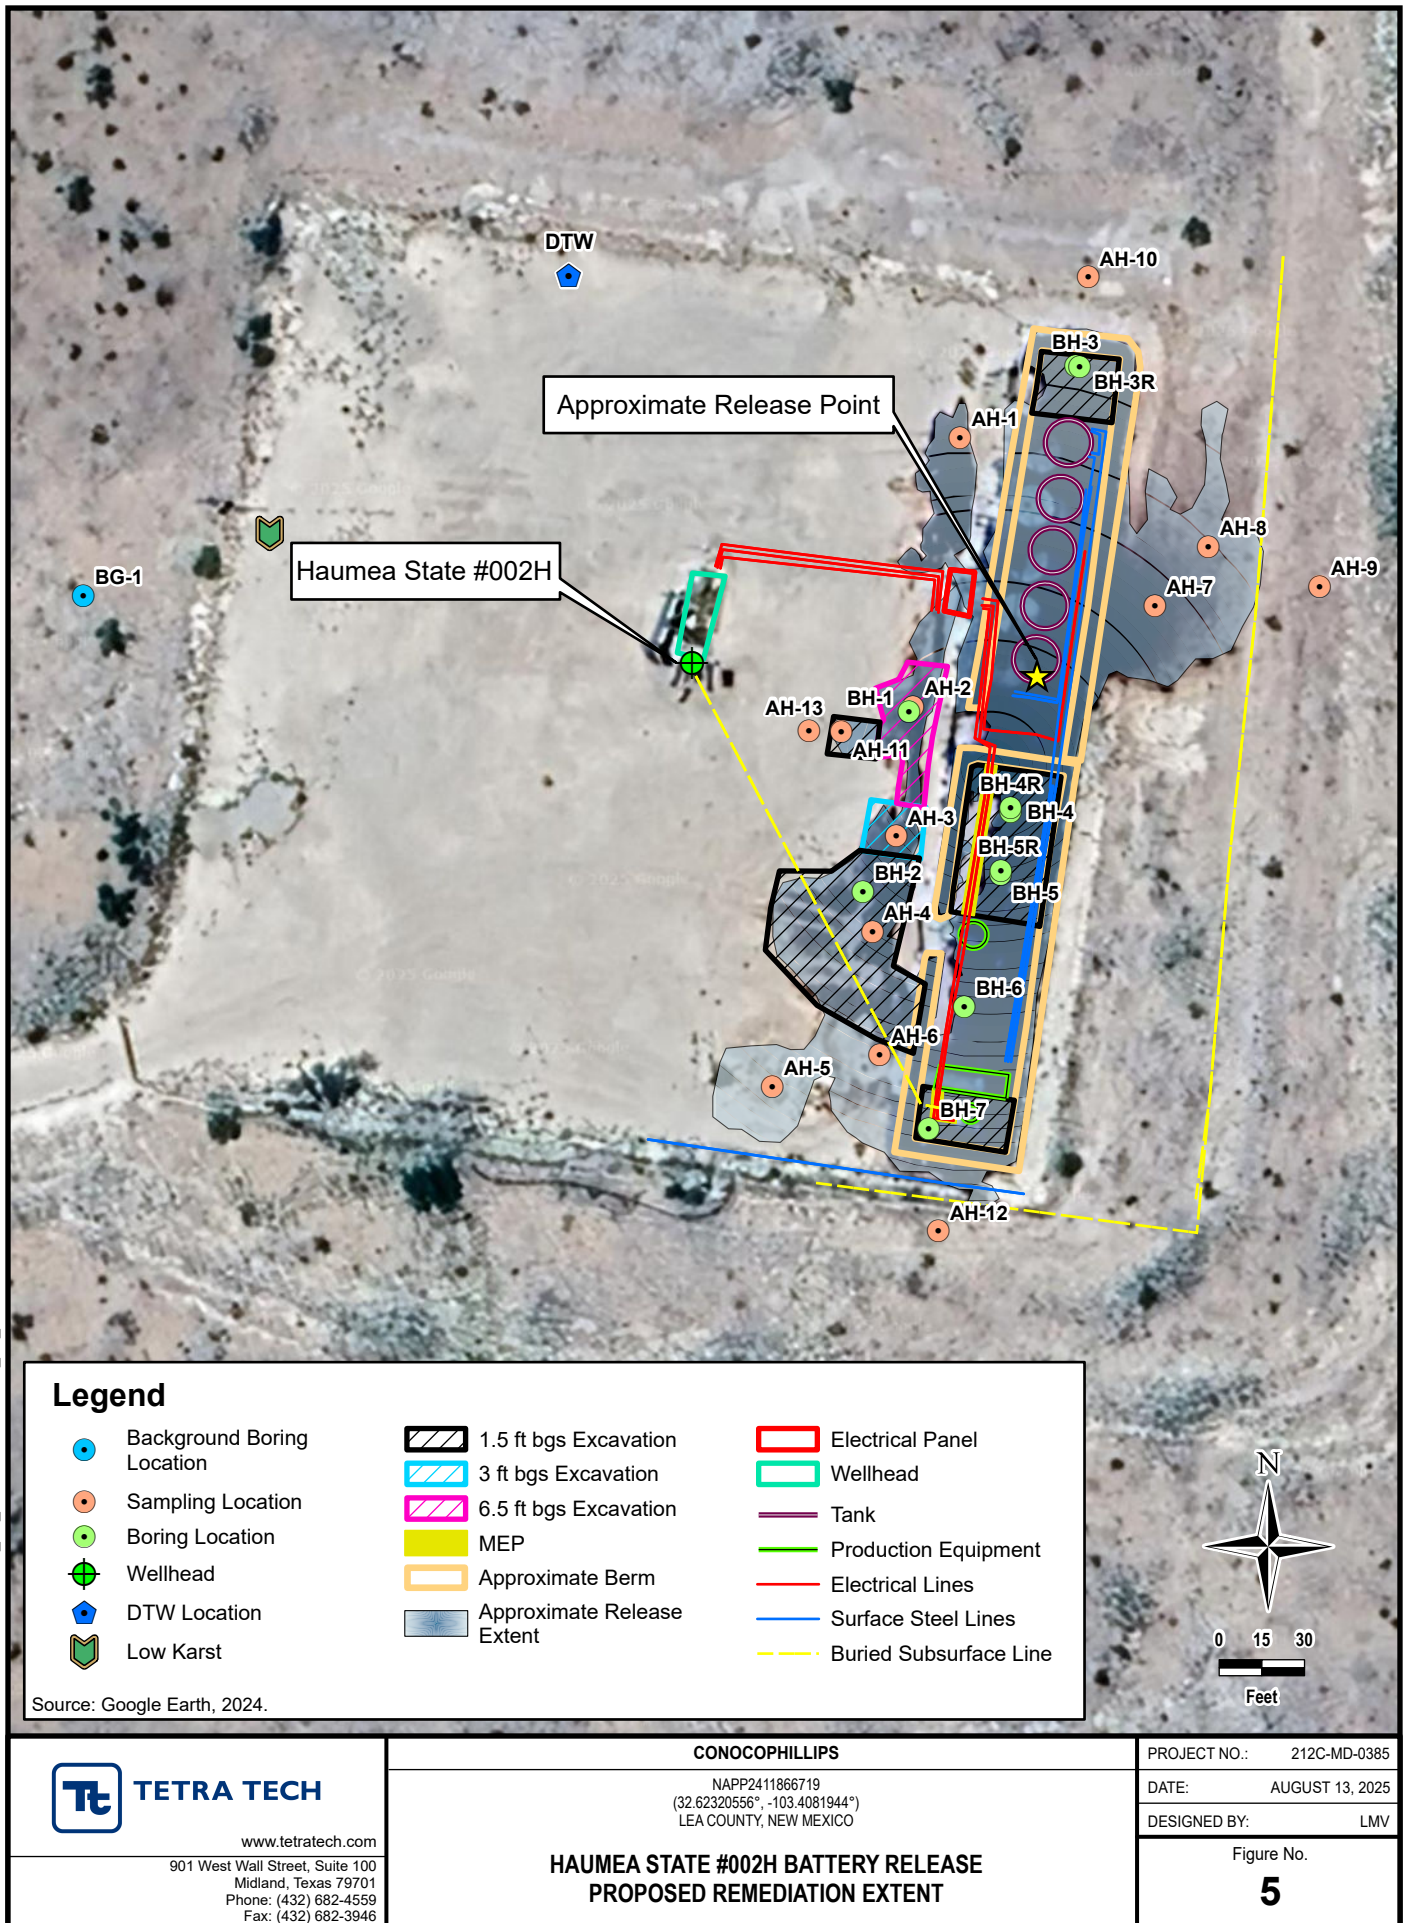 DTW
AH-10
BH-3
BH-3R
Approximate Release Point
AH-1
AH-8
Haumea State #002H
BG-1
AH-9
AH-7
AH-2
BH-1
AH-13
AH-11
BH-4R
BH-4
AH-3
BH-5R
BH-2
BH-5
AH-4
BH-6
AH-6
AH-5
BH-7
AH-12
© 2025 Google
© 2025 Google
Legend
Background Boring
Location
Sampling Location
Boring Location
Wellhead
DTW Location
Low Karst
1.5 ft bgs Excavation
3 ft bgs Excavation
6.5 ft bgs Excavation
MEP
Approximate Berm
Approximate Release
Extent
Electrical Panel
Wellhead
Tank
Production Equipment
Electrical Lines
Surface Steel Lines
Buried Subsurface Line
Source: Google Earth, 2024.
N
0 15 30
Feet
Tt TETRA TECH
www.tetratech.com
901 West Wall Street, Suite 100
Midland, Texas 79701
Phone: (432) 682-4559
Fax: (432) 682-3946
CONOCOPHILLIPS
NAPP2411866719
(32.62320556°, -103.4081944°)
LEA COUNTY, NEW MEXICO
HAUMEA STATE #002H BATTERY RELEASE
PROPOSED REMEDIATION EXTENT
PROJECT NO.: 212C-MD-0385
DATE: AUGUST 13, 2025
DESIGNED BY: LMV
Figure No.
5